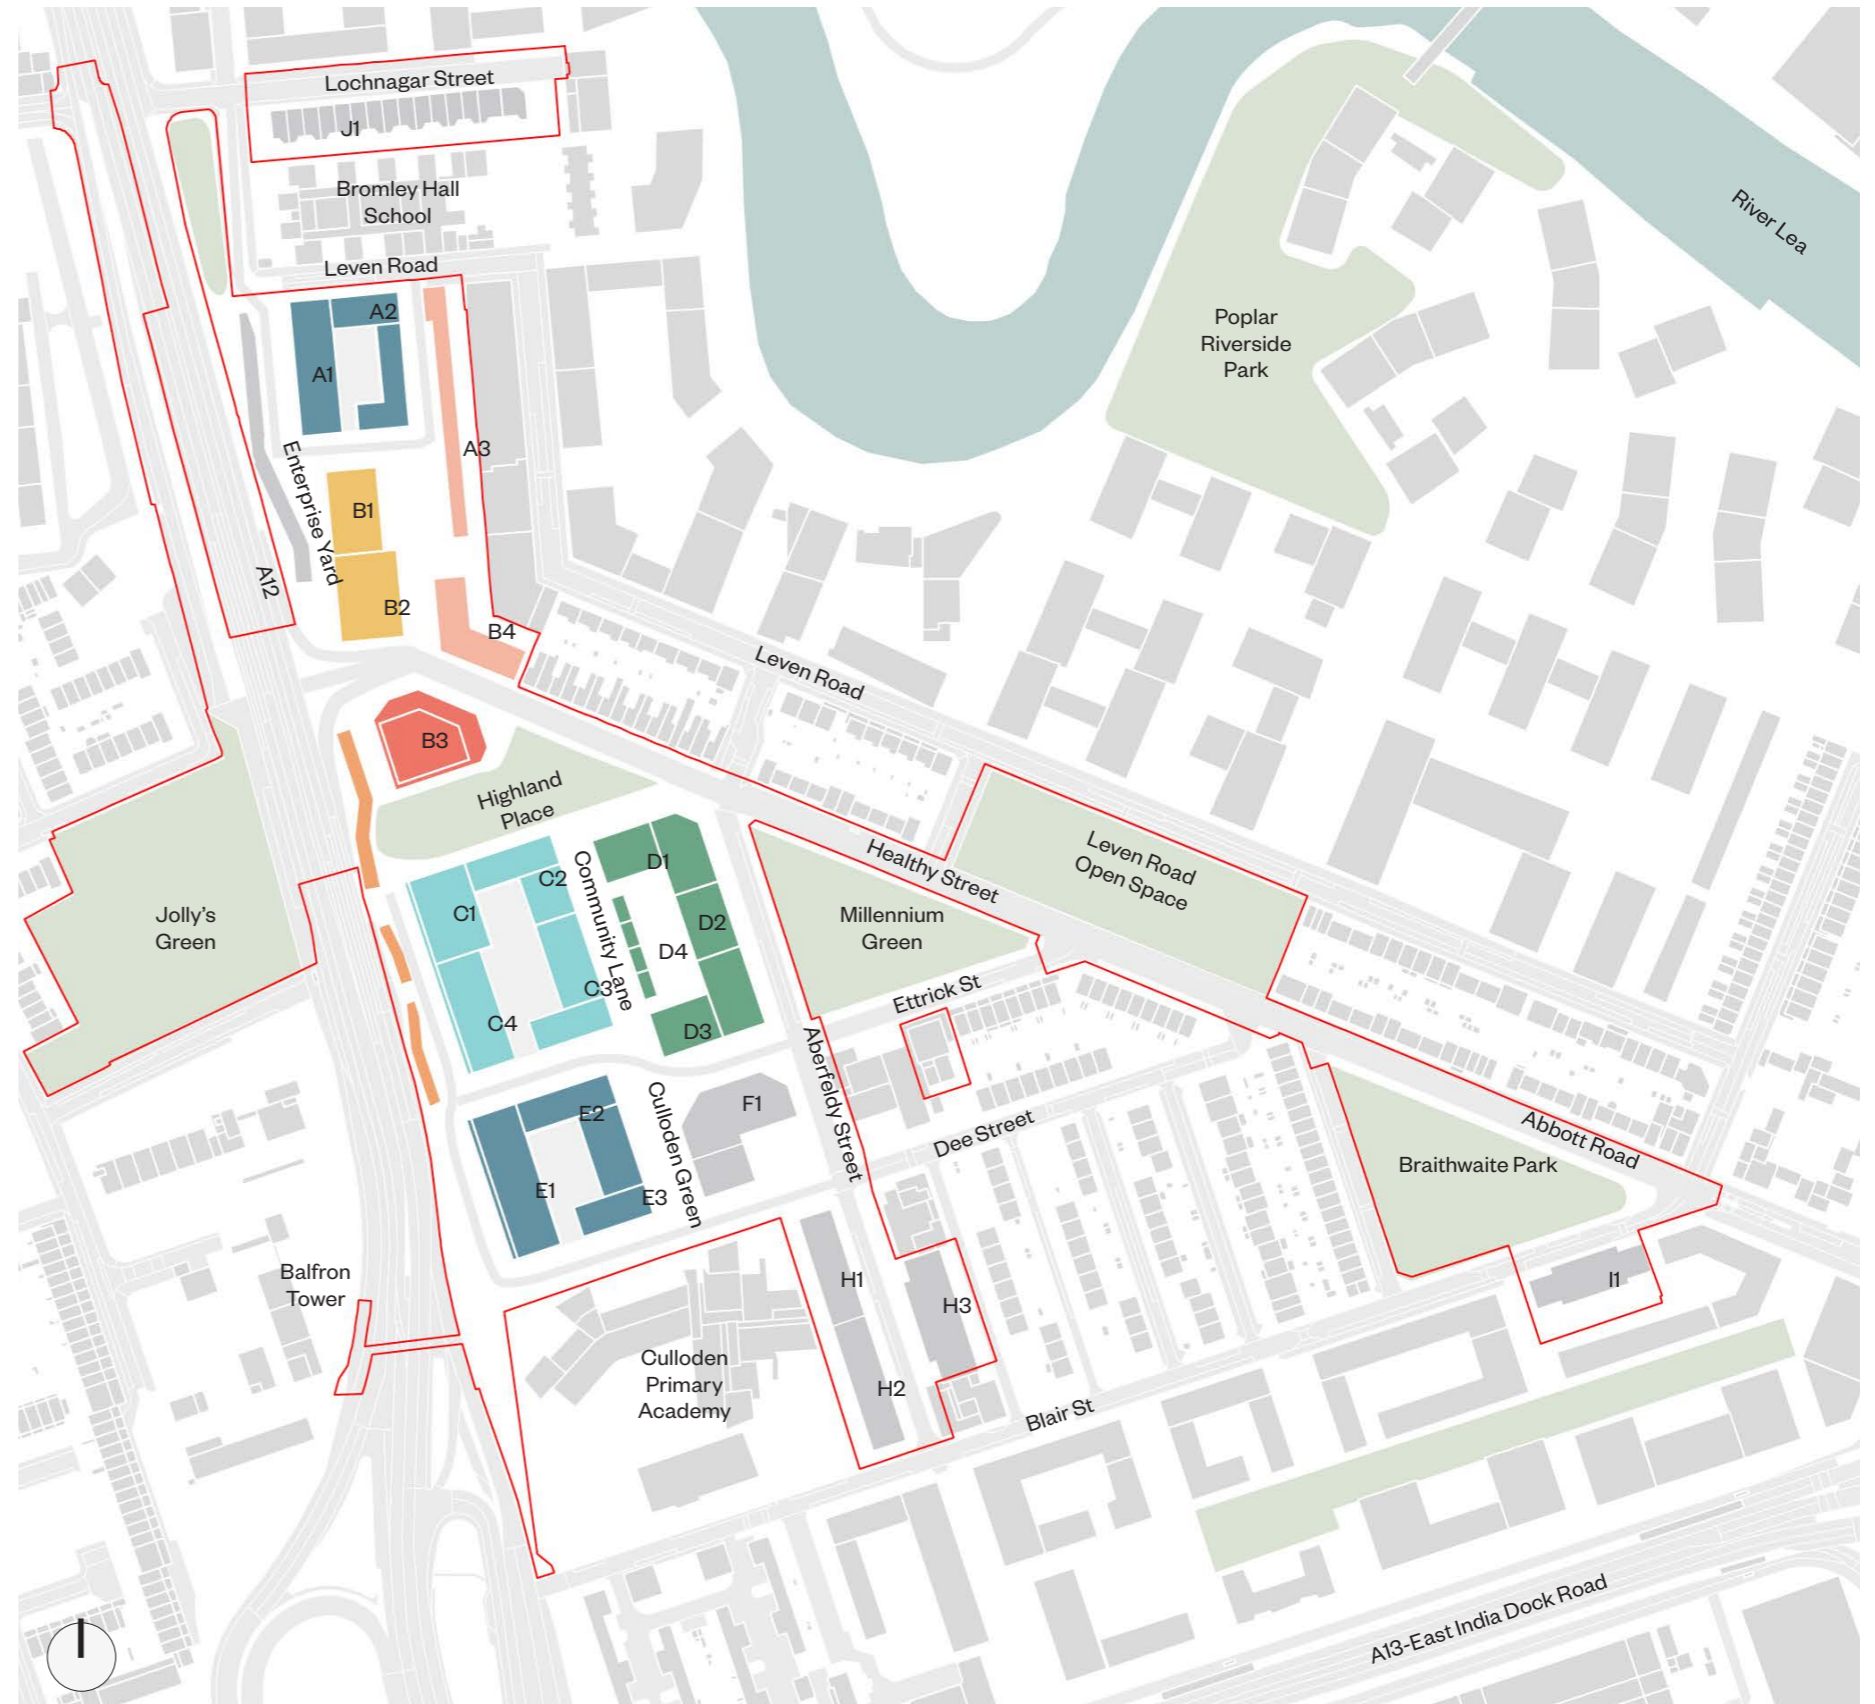 Lochnagar Street
J1
Bromley Hall
School
Leven Road
A2
A1
A3
Enterprise Yard
B1
A12
B2
B4
River Lea
Poplar
Riverside
Park
Leven Road
B3
Highland
Place
Healthy Street
Leven Road
Open Space
D1
C2
C1
Community Lane
D2
D4
Jolly's
Green
Millennium
Green
C3
C4
D3
Ettrick St
Aberfeldy Street
E2
F1
Culloden Green
Dee Street
Abbott Road
Braithwaite Park
E1
E3
Balfron
Tower
H1
H3
I1
Culloden
Primary
Academy
H2
Blair St
A13-East India Dock Road